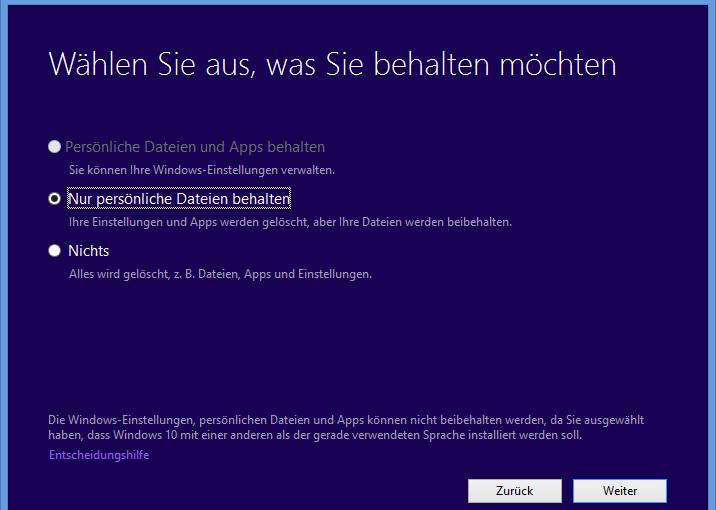 Wählen Sie aus, was Sie behalten möchten
Persönliche Dateien und Apps behalten
Sie können Ihre Windows-Einstellungen verwalten.
Nur persönliche Dateien behalten
Ihre Einstellungen und Apps werden gelöscht, aber Ihre Dateien werden beibehalten.
Nichts
Alles wird gelöscht, z. B. Dateien, Apps und Einstellungen.
Die Windows-Einstellungen, persönlichen Dateien und Apps können nicht beibehalten werden, da Sie ausgewählt
haben, dass Windows 10 mit einer anderen als der gerade verwendeten Sprache installiert werden soll.
Entscheidungshilfe
Zurück
Weiter